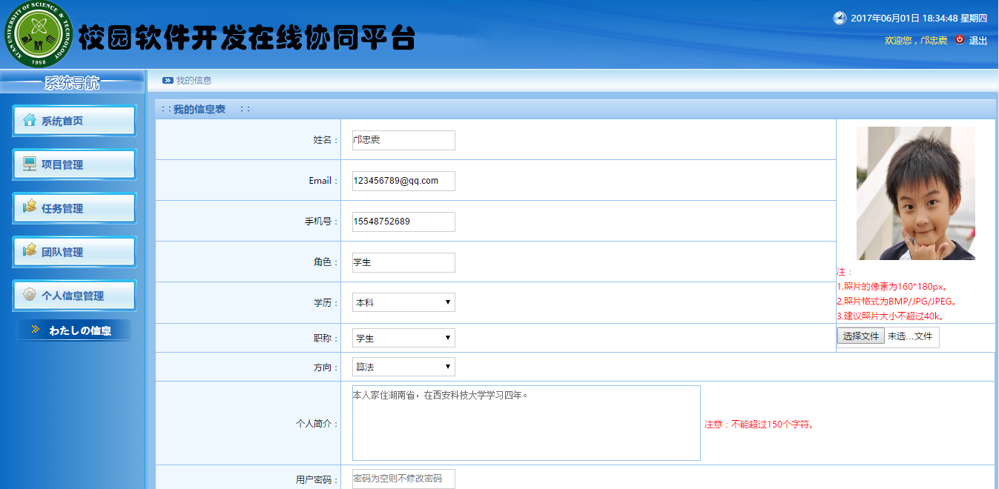 XI'AN UNIVERSITY OF SCIENCE & TECHNOLOGY
1958
校园软件开发在线协同平台
2017年06月01日 18:34:48 星期四
欢迎您，邝忠震 退出
系统导航
我的信息
系统首页
项目管理
任务管理
团队管理
个人信息管理
わたしの信息
::我的信息表 ::
姓名： 邝忠震
Email： 123456789@qq.com
手机号： 15548752689
角色： 学生
学历： 本科
职称： 学生
方向： 算法
个人简介： 本人家住湖南省，在西安科技大学学习四年。
注意：不能超过150个字符。
用户密码： 密码为空则不修改密码
注：
1.照片的像素为160*180px。
2.照片格式为BMP/JPG/JPEG。
3.建议照片大小不超过40k。
选择文件 未选...文件